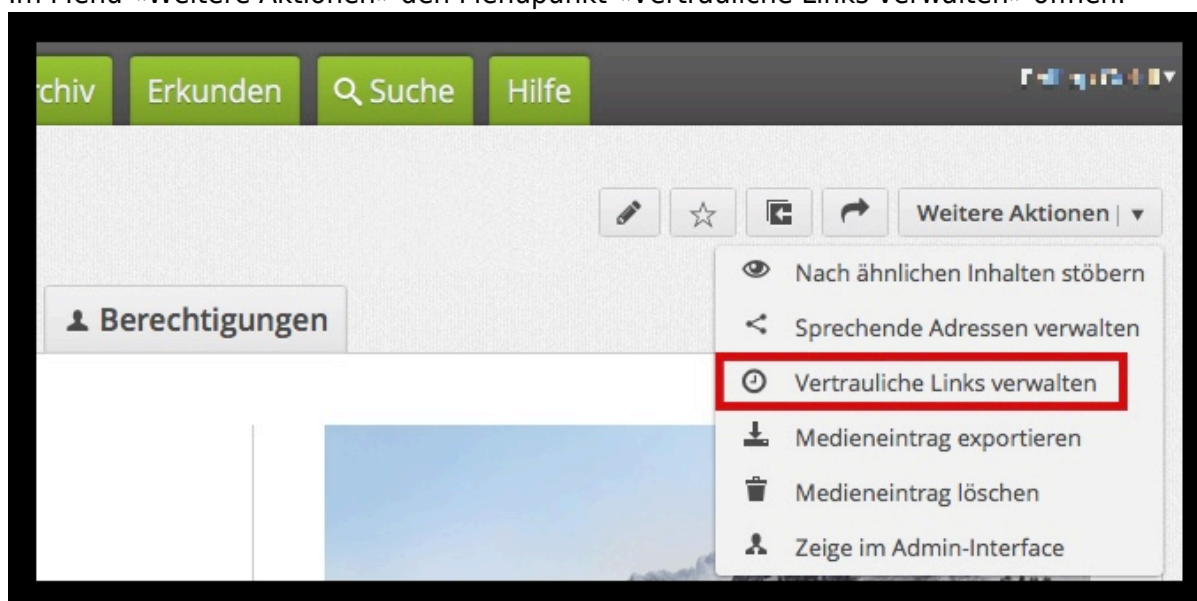 im Menü «Weitere Aktionen» den Menüpunkt «Vertrauliche Links verwalten» öffnen.
rchiv Erkunden Suche Hilfe
Weitere Aktionen
Nach ähnlichen Inhalten stöbern
Berechtigungen
Sprechende Adressen verwalten
Vertrauliche Links verwalten
Medieneintrag exportieren
Medieneintrag löschen
Zeige im Admin-Interface